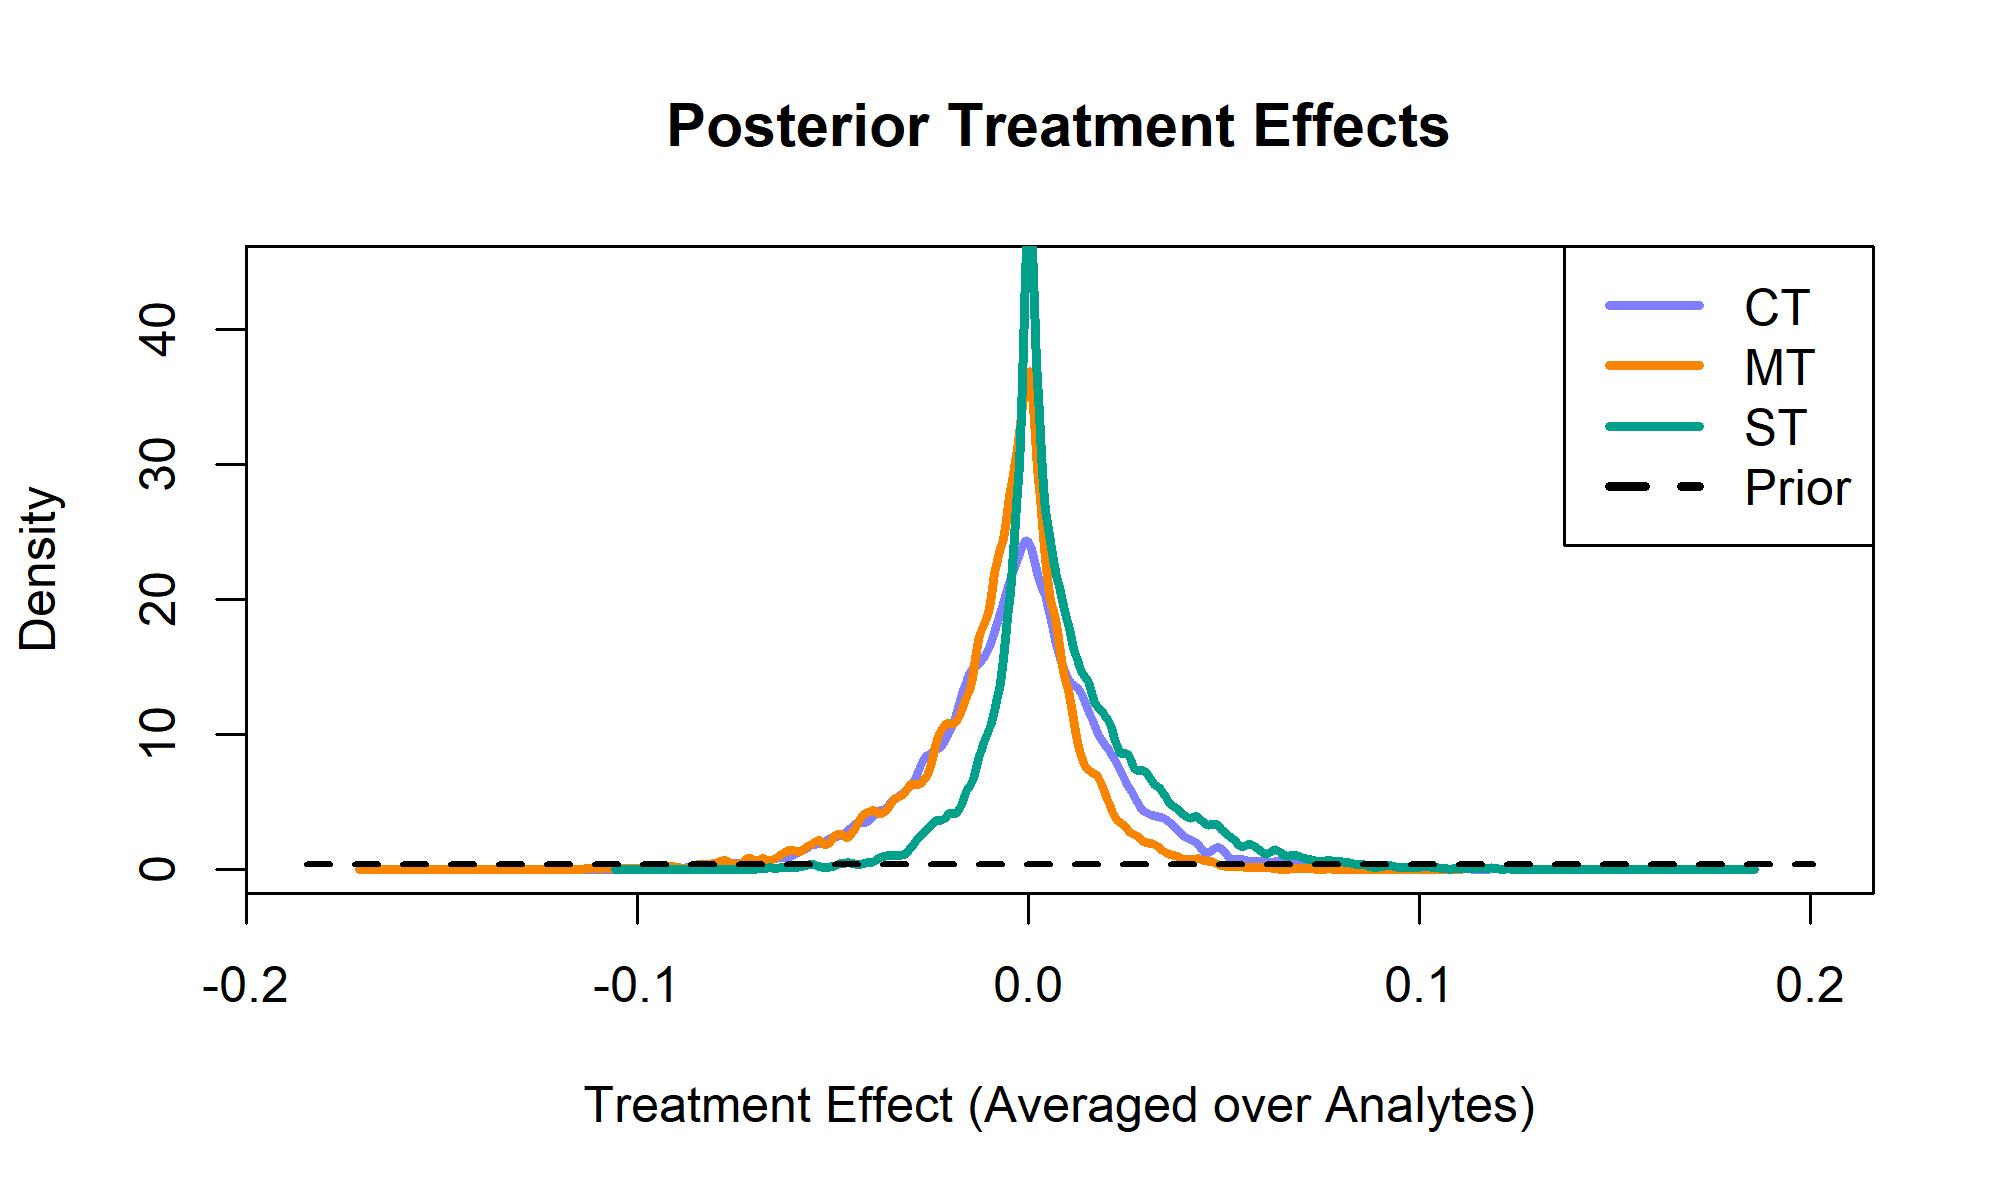 Posterior Treatment Effects
CT
MT
ST
Prior
Density
0
10
20
30
40
-0.2
-0.1
0.0
0.1
0.2
Treatment Effect (Averaged over Analytes)